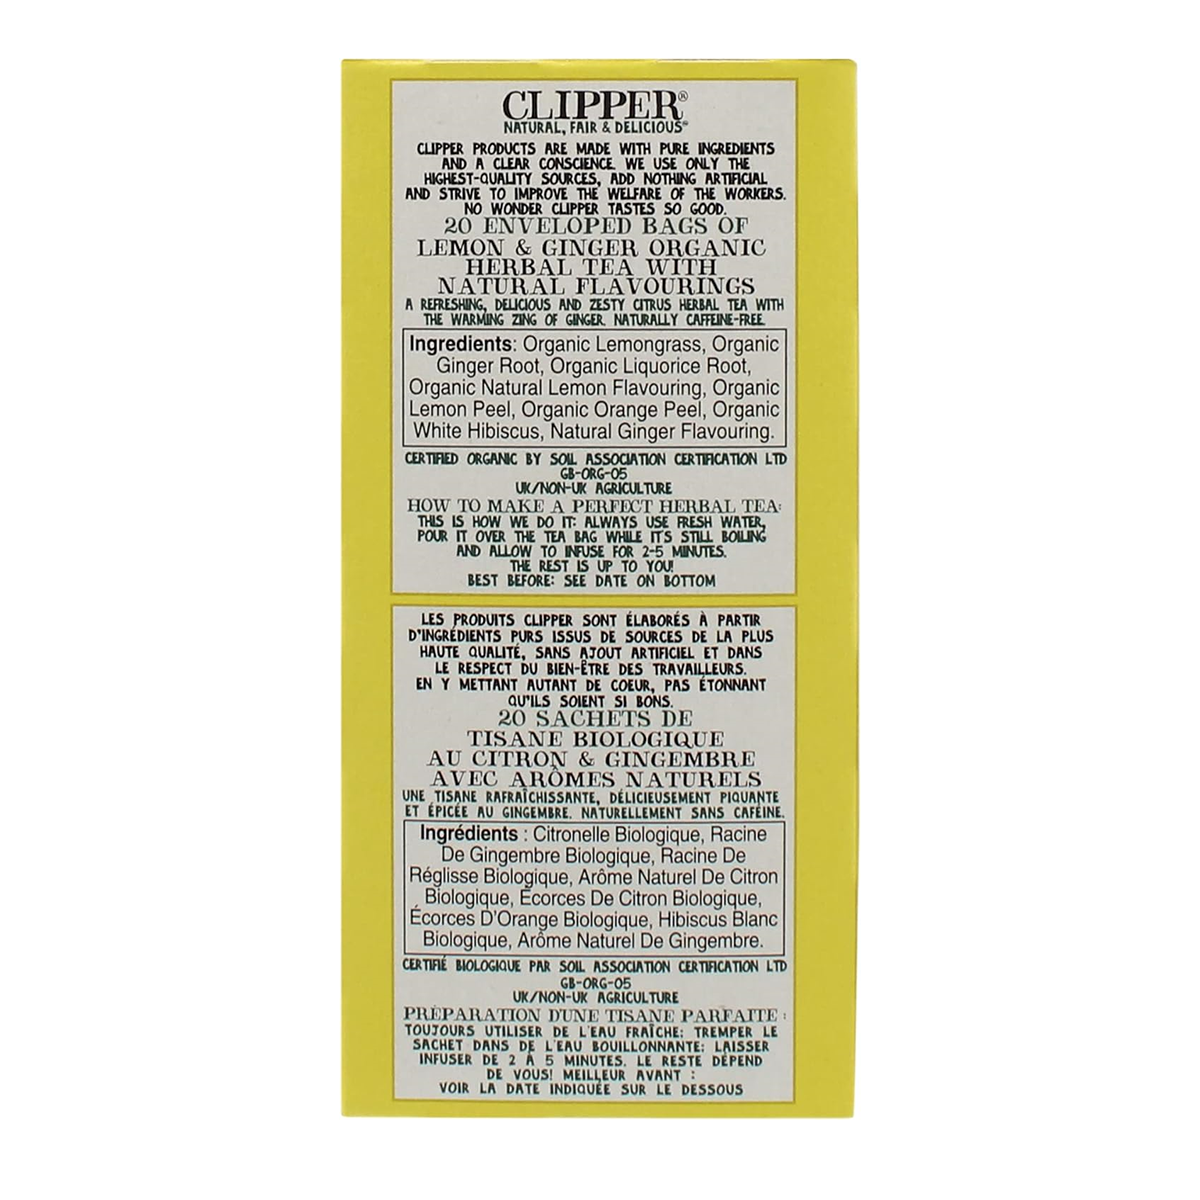 CLIPPER®
NATURAL, FAIR & DELICIOUS™
CLIPPER PRODUCTS ARE MADE WITH PURE INGREDIENTS
AND A CLEAR CONSCIENCE. WE USE ONLY THE
HIGHEST-QUALITY SOURCES, ADD NOTHING ARTIFICIAL
AND STRIVE TO IMPROVE THE WELFARE OF THE WORKERS.
NO WONDER CLIPPER TASTES SO GOOD.
20 ENVELOPED BAGS OF
LEMON & GINGER ORGANIC
HERBAL TEA WITH
NATURAL FLAVOURINGS
A REFRESHING, DELICIOUS AND ZESTY CITRUS HERBAL TEA WITH
THE WARMING ZING OF GINGER. NATURALLY CAFFEINE-FREE.
Ingredients: Organic Lemongrass, Organic
Ginger Root, Organic Liquorice Root,
Organic Natural Lemon Flavouring, Organic
Lemon Peel, Organic Orange Peel, Organic
White Hibiscus, Natural Ginger Flavouring.
CERTIFIED ORGANIC BY SOIL ASSOCIATION CERTIFICATION LTD
GB-ORG-05
UK/NON-UK AGRICULTURE
HOW TO MAKE A PERFECT HERBAL TEA:
THIS IS HOW WE DO IT: ALWAYS USE FRESH WATER,
POUR IT OVER THE TEA BAG WHILE IT'S STILL BOILING
AND ALLOW TO INFUSE FOR 2-5 MINUTES.
THE REST IS UP TO YOU!
BEST BEFORE: SEE DATE ON BOTTOM
LES PRODUITS CLIPPER SONT ÉLABORÉS À PARTIR
D'INGRÉDIENTS PURS ISSUS DE SOURCES DE LA PLUS
HAUTE QUALITÉ, SANS AJOUT ARTIFICIEL ET DANS
LE RESPECT DU BIEN-ÊTRE DES TRAVAILLEURS.
EN Y METTANT AUTANT DE COEUR, PAS ÉTONNANT
QU'ILS SOIENT SI BONS.
20 SACHETS DE
TISANE BIOLOGIQUE
AU CITRON & GINGEMBRE
AVEC ARÔMES NATURELS
UNE TISANE RAFRAÎCHISSANTE, DÉLICIEUSEMENT PIQUANTE
ET ÉPICÉE AU GINGEMBRE. NATURELLEMENT SANS CAFÉINE.
Ingrédients : Citronelle Biologique, Racine
De Gingembre Biologique, Racine De
Réglisse Biologique, Arôme Naturel De Citron
Biologique, Écorces De Citron Biologique,
Écorces D'Orange Biologique, Hibiscus Blanc
Biologique, Arôme Naturel De Gingembre.
CERTIFIÉ BIOLOGIQUE PAR SOIL ASSOCIATION CERTIFICATION LTD
GB-ORG-05
UK/NON-UK AGRICULTURE
PRÉPARATION D'UNE TISANE PARFAITE :
TOUJOURS UTILISER DE L'EAU FRAÎCHE; TREMPER LE
SACHET DANS DE L'EAU BOUILLONNANTE; LAISSER
INFUSER DE 2 À 5 MINUTES. LE RESTE DÉPEND
DE VOUS! MEILLEUR AVANT :
VOIR LA DATE INDIQUÉE SUR LE DESSOUS